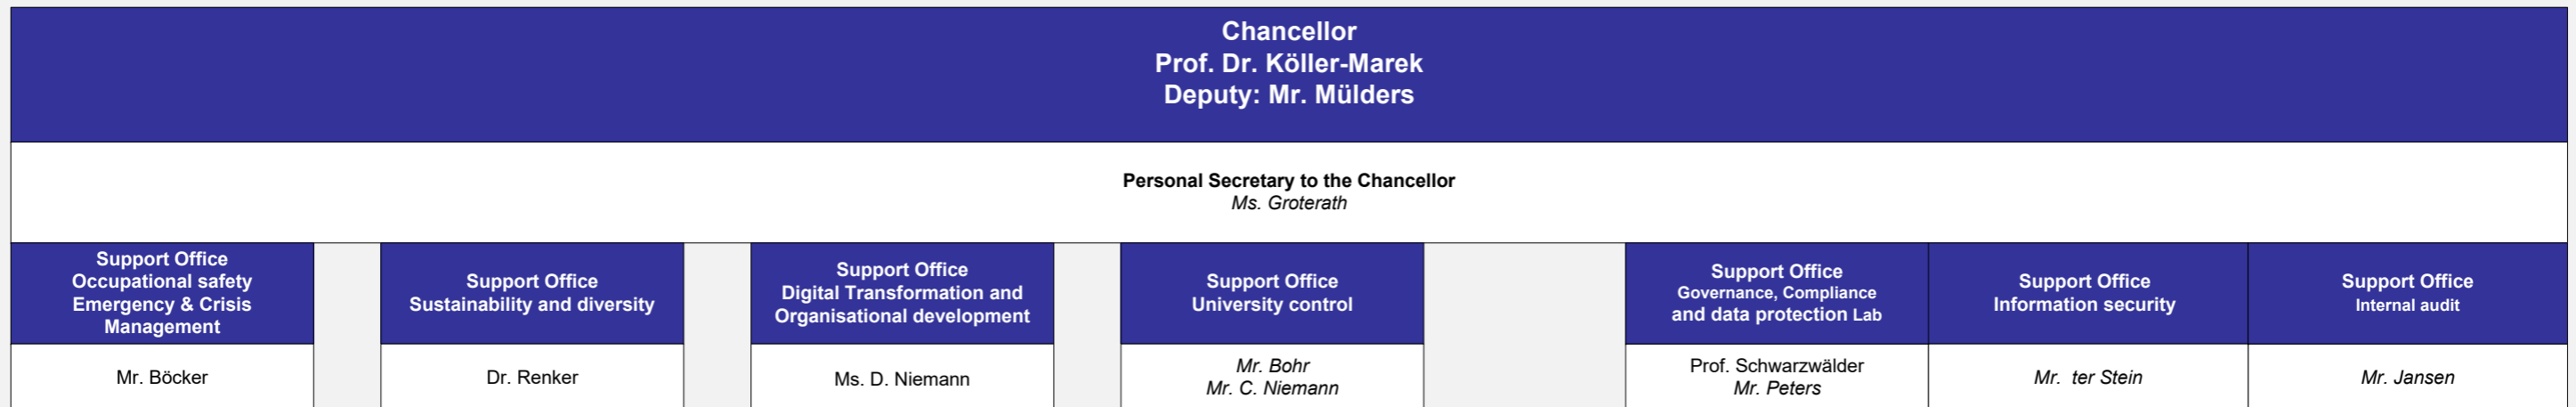 Chancellor
Prof. Dr. Köller-Marek
Deputy: Mr. Mülders
Personal Secretary to the Chancellor
Ms. Groterath
Support Office
Occupational safety
Emergency & Crisis
Management
Mr. Böcker
Support Office
Sustainability and diversity
Dr. Renker
Support Office
Digital Transformation and
Organisational development
Ms. D. Niemann
Support Office
University control
Mr. Bohr
Mr. C. Niemann
Support Office
Governance, Compliance
and data protection Lab
Prof. Schwarzwälder
Mr. Peters
Support Office
Information security
Mr. ter Stein
Support Office
Internal audit
Mr. Jansen